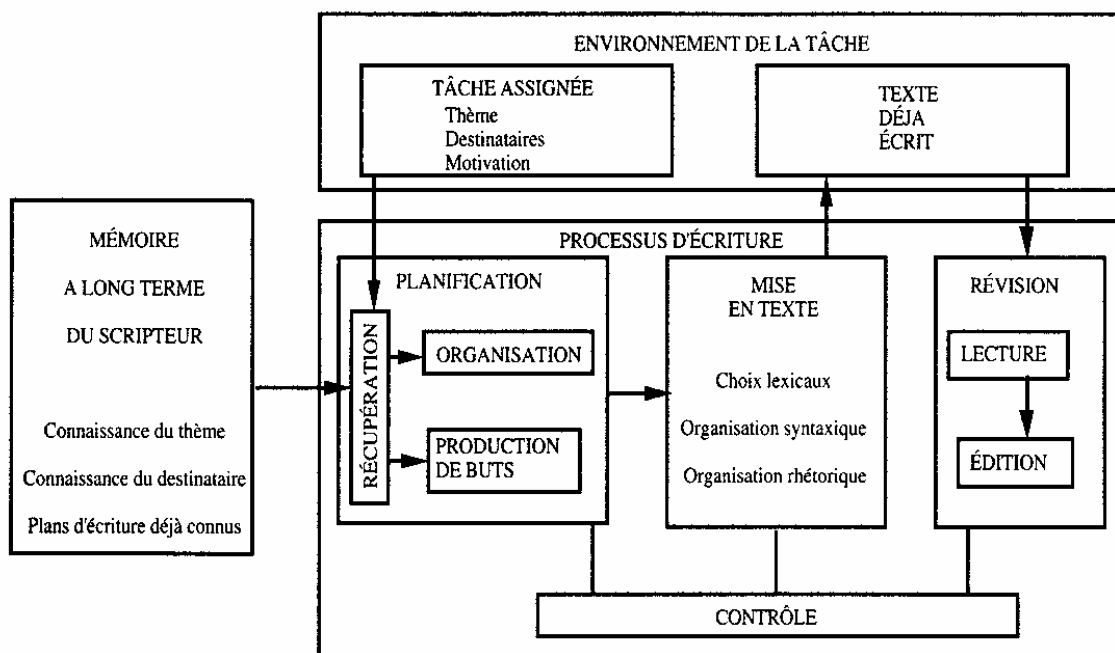 ENVIRONNEMENT DE LA TÂCHE
TÂCHE ASSIGNÉE
Thème
Destinataires
Motivation
TEXTE
DÉJA
ÉCRIT
MÉMOIRE
A LONG TERME
DU SCRIPTEUR
Connaissance du thème
Connaissance du destinataire
Plans d'écriture déjà connus
PROCESSUS D'ÉCRITURE
PLANIFICATION
RÉCUPÉRATION
ORGANISATION
PRODUCTION
DE BUTS
MISE
EN TEXTE
Choix lexicaux
Organisation syntaxique
Organisation rhétorique
RÉVISION
LECTURE
ÉDITION
CONTRÔLE